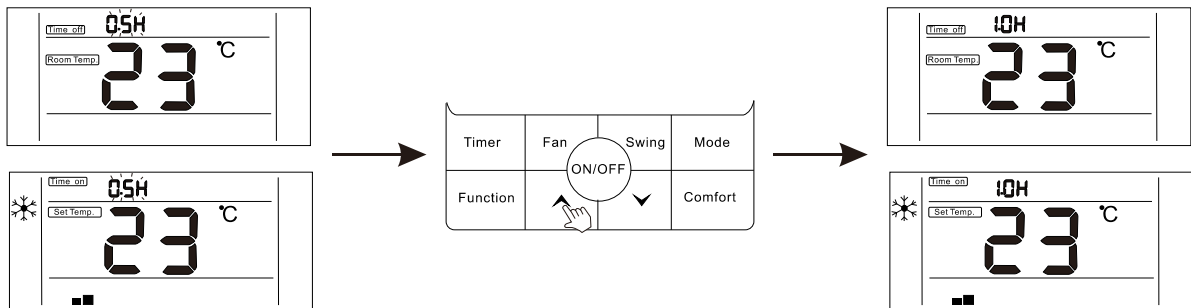 Time off 0.5H
Room Temp. 23 °C
Time on 0.5H
Set Temp. 23 °C
Timer Fan Swing Mode
ON/OFF
Function Comfort
Time off 1.0H
Room Temp. 23 °C
Time on 1.0H
Set Temp. 23 °C